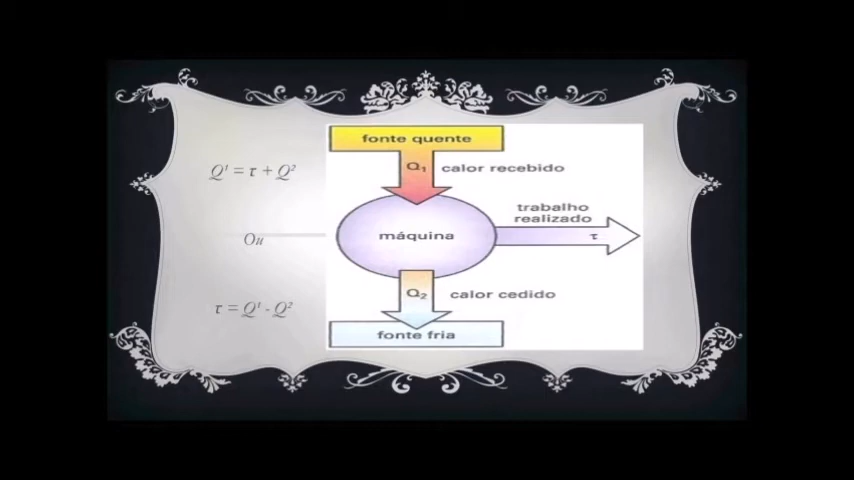 fonte quente
Q₁ calor recebido
Q¹ = τ + Q²
trabalho
realizado
máquina
τ
Ou
Q₂ calor cedido
τ = Q¹ - Q²
fonte fria